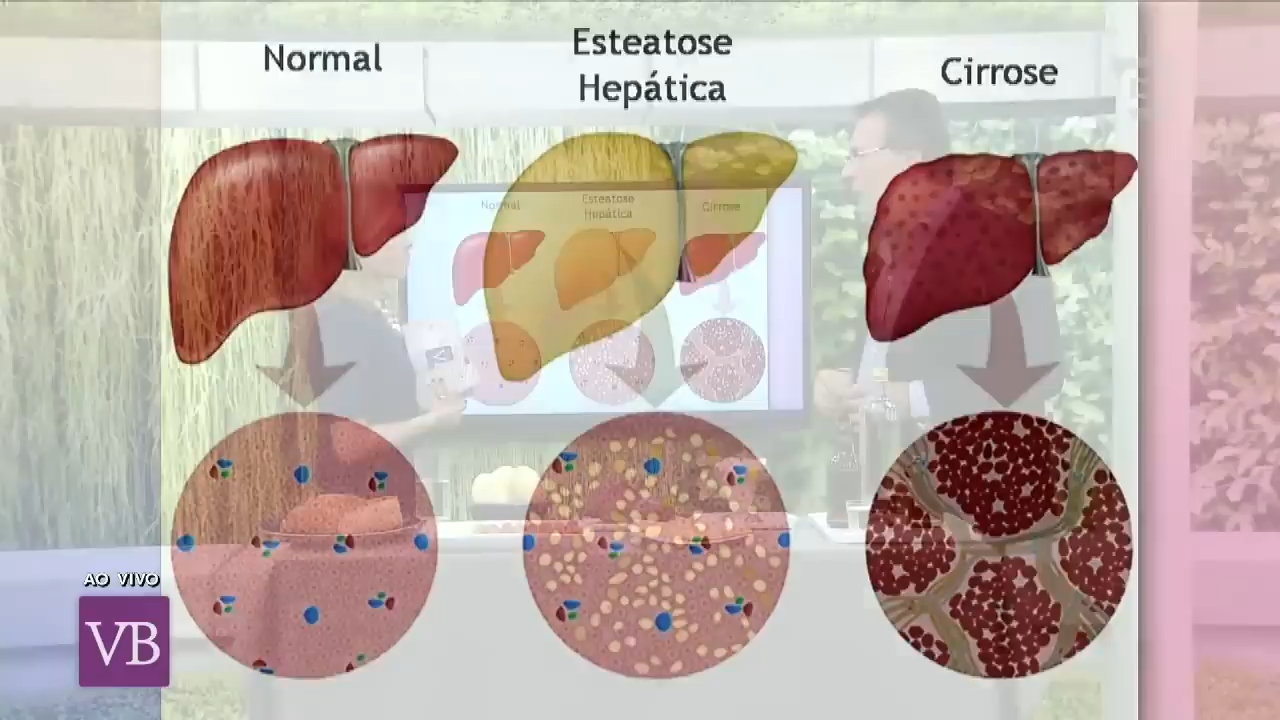 Normal
Esteatose
Hepática
Cirrose
Normal
Esteatose
Hepática
Cirrose
AO VIVO
VB